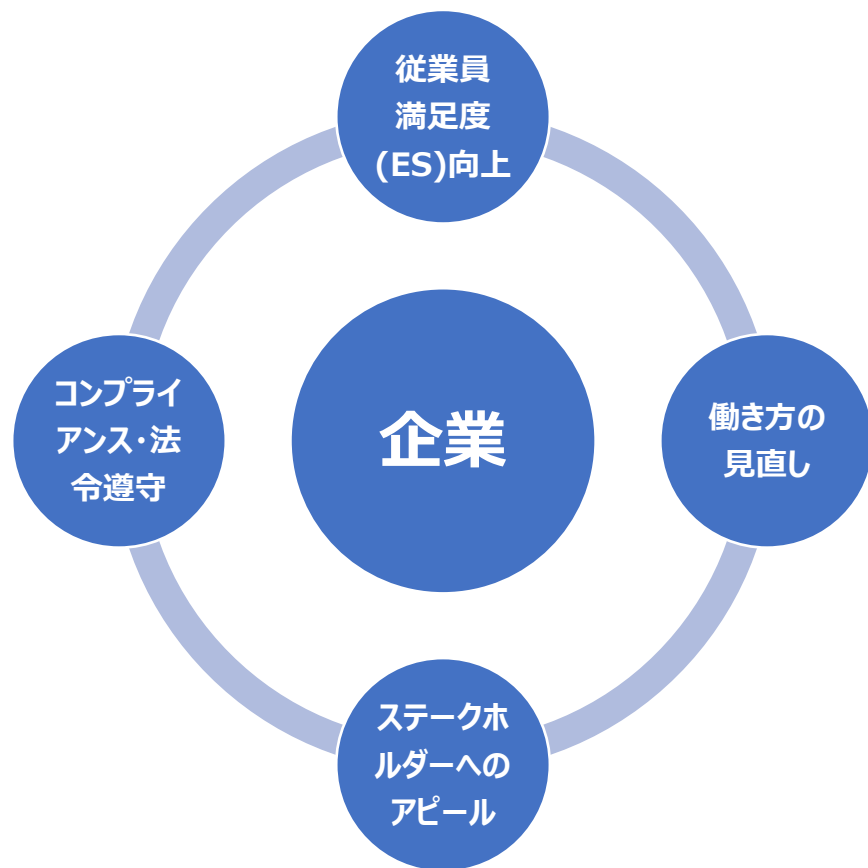 従業員
満足度
(ES)向上
コンプライ
アンス・法
令遵守
企業
働き方の
見直し
ステークホ
ルダーへの
アピール